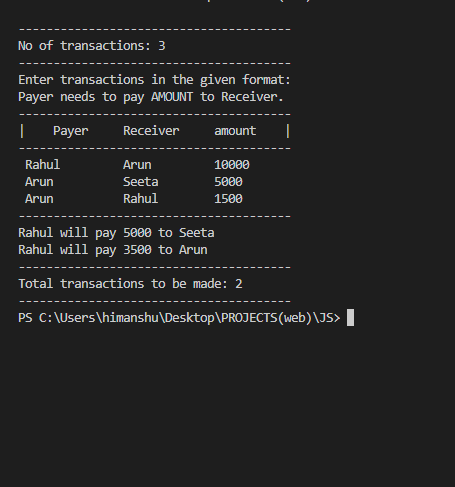 ---------------------------------------
No of transactions: 3
---------------------------------------
Enter transactions in the given format:
Payer needs to pay AMOUNT to Receiver.
---------------------------------------
|    Payer     Receiver     amount    |
---------------------------------------
 Rahul         Arun         10000
 Arun          Seeta        5000
 Arun          Rahul        1500
---------------------------------------
Rahul will pay 5000 to Seeta
Rahul will pay 3500 to Arun
---------------------------------------
Total transactions to be made: 2
---------------------------------------
PS C:\Users\himanshu\Desktop\PROJECTS(web)\JS>